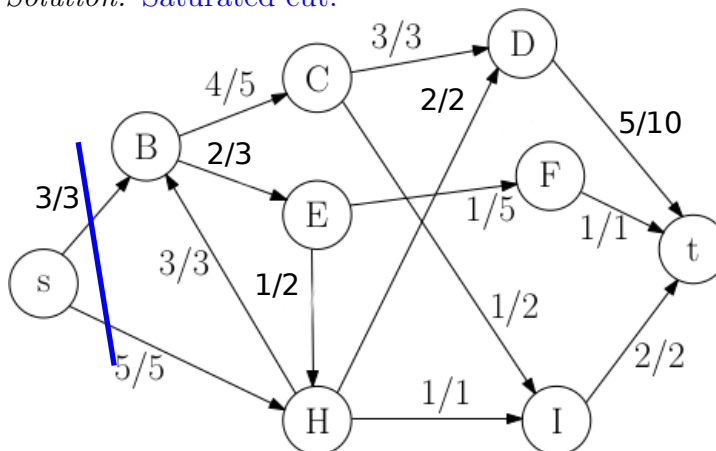 Solution: Saturated cut.
3/3
D
C
4/5
2/2
5/10
B
2/3
F
3/3
E
1/5
1/1
t
s
3/3
1/2
1/2
5/5
2/2
1/1
H
I